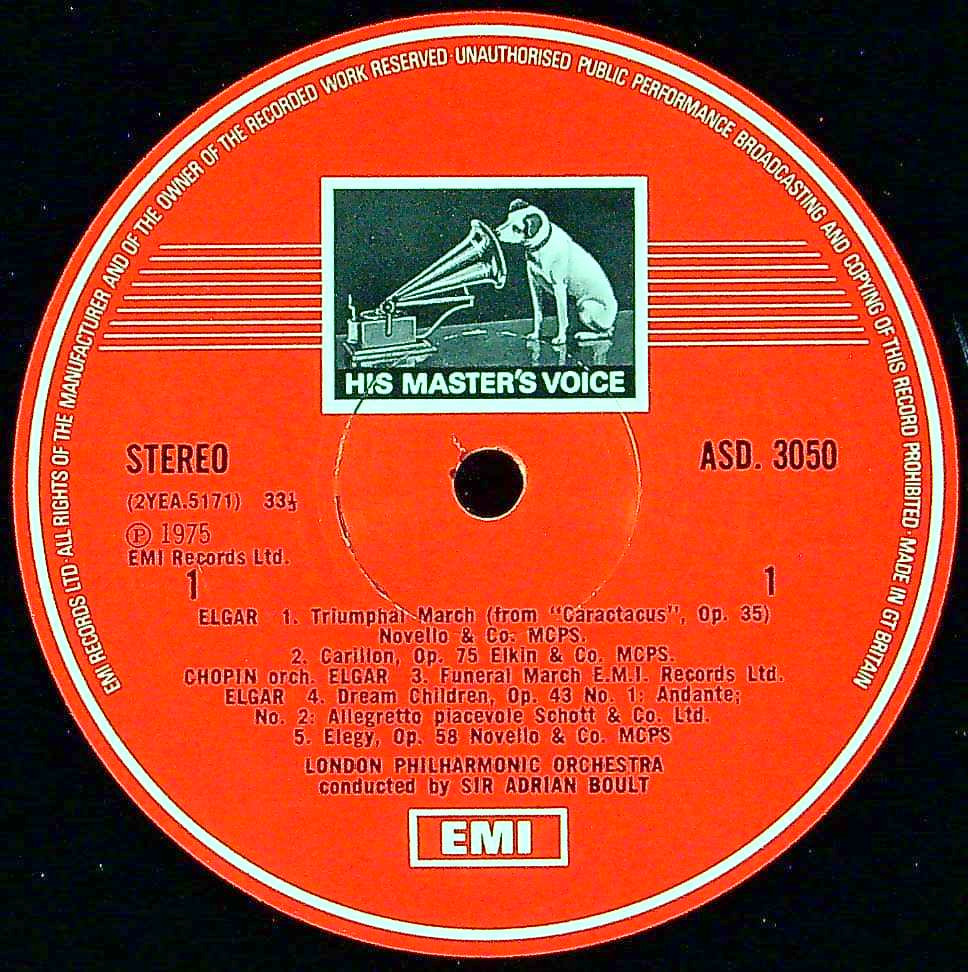 EMI RECORDS LTD · ALL RIGHTS OF THE MANUFACTURER AND OF THE OWNER OF THE RECORDED WORK RESERVED · UNAUTHORISED PUBLIC PERFORMANCE BROADCASTING AND COPYING OF THIS RECORD PROHIBITED · MADE IN GT BRITAIN
HIS MASTER'S VOICE
STEREO
ASD. 3050
(2YEA.5171) 33⅓
Ⓟ 1975
EMI Records Ltd.
1 1
ELGAR 1. Triumphal March (from "Caractacus", Op. 35)
Novello & Co. MCPS.
2. Carillon, Op. 75 Elkin & Co. MCPS.
CHOPIN orch. ELGAR 3. Funeral March E.M.I. Records Ltd.
ELGAR 4. Dream Children, Op. 43 No. 1: Andante;
No. 2: Allegretto piacevole Schott & Co. Ltd.
5. Elegy, Op. 58 Novello & Co. MCPS
LONDON PHILHARMONIC ORCHESTRA
conducted by SIR ADRIAN BOULT
EMI